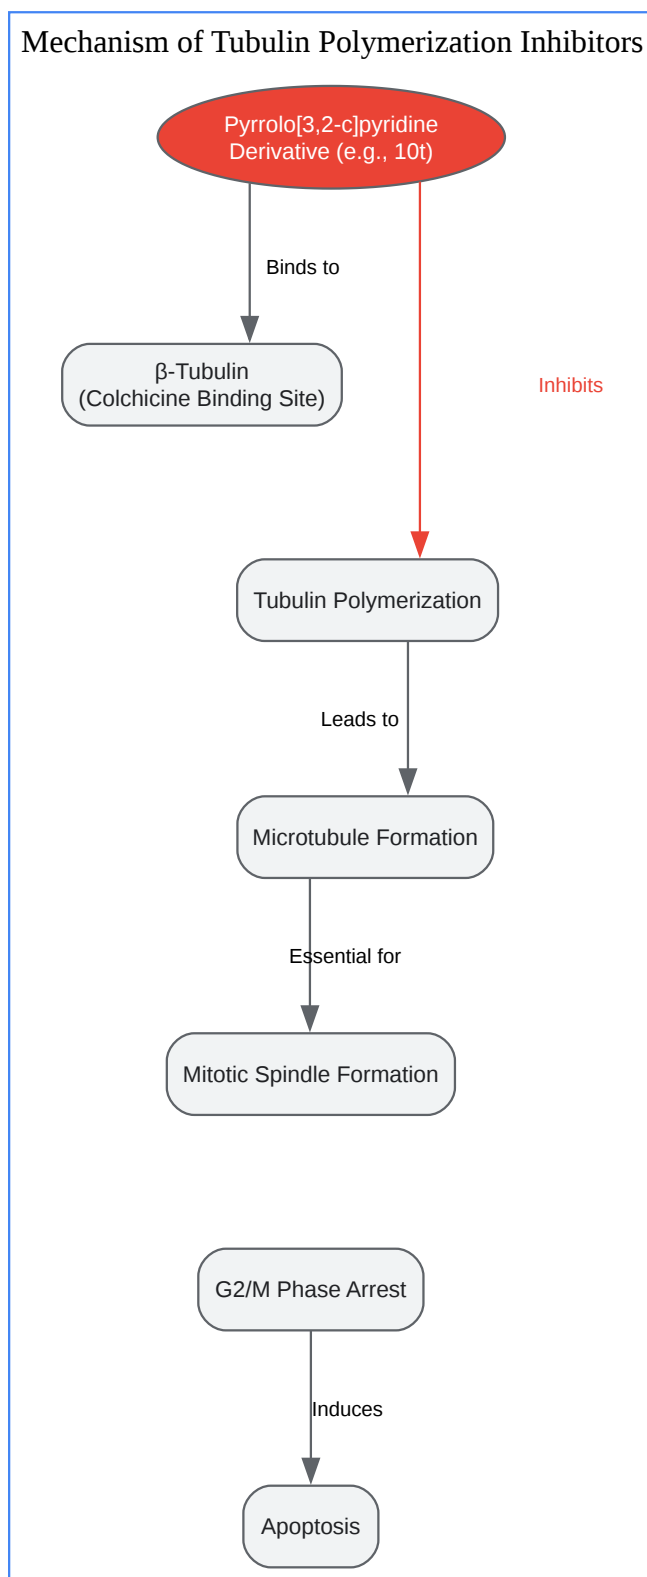 Mechanism of Tubulin Polymerization Inhibitors
Pyrrolo[3,2-c]pyridine
Derivative (e.g., 10t)
Binds to
β-Tubulin
(Colchicine Binding Site)
Inhibits
Tubulin Polymerization
Leads to
Microtubule Formation
Essential for
Mitotic Spindle Formation
G2/M Phase Arrest
Induces
Apoptosis